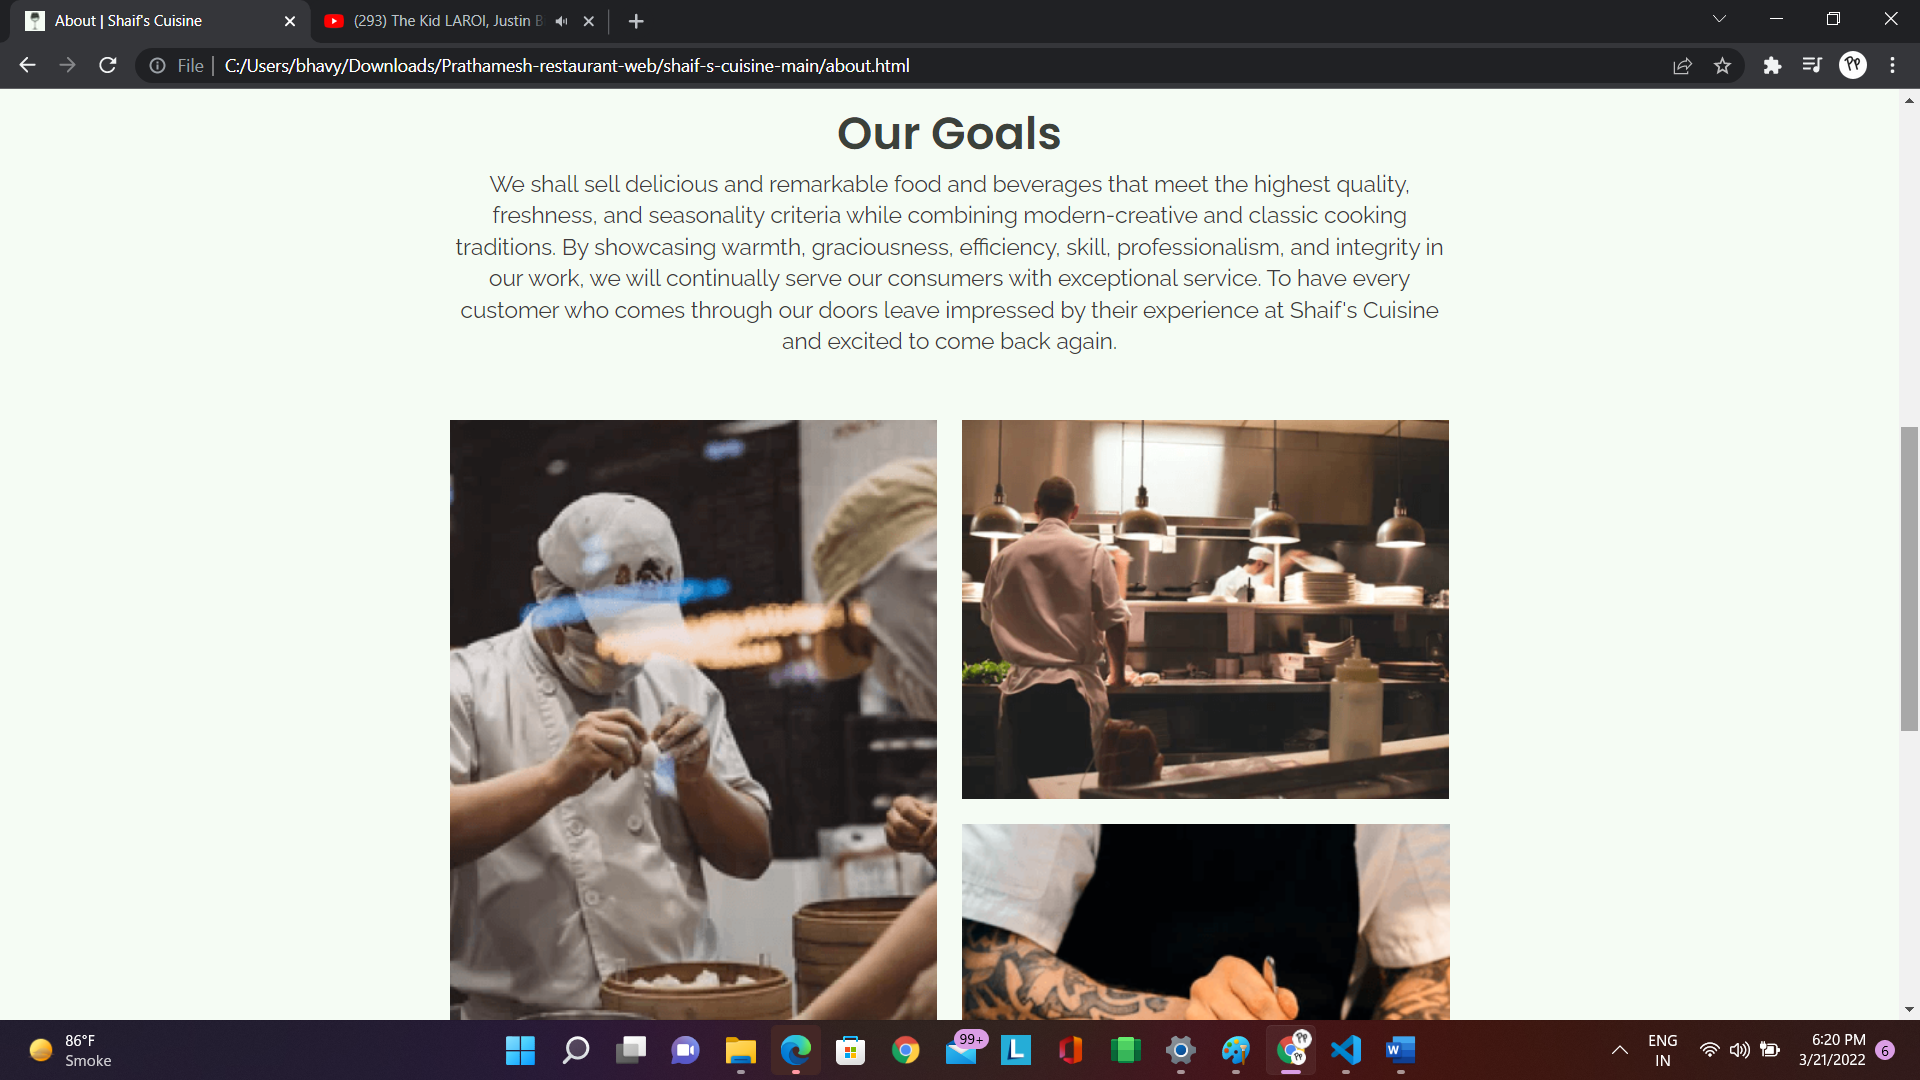 About | Shaif's Cuisine
(293) The Kid LAROI, Justin B
File
C:/Users/bhavy/Downloads/Prathamesh-restaurant-web/shaif-s-cuisine-main/about.html
Our Goals
We shall sell delicious and remarkable food and beverages that meet the highest quality,
freshness, and seasonality criteria while combining modern-creative and classic cooking
traditions. By showcasing warmth, graciousness, efficiency, skill, professionalism, and integrity in
our work, we will continually serve our consumers with exceptional service. To have every
customer who comes through our doors leave impressed by their experience at Shaif's Cuisine
and excited to come back again.
86°F
Smoke
99+
ENG
IN
6:20 PM
3/21/2022
6